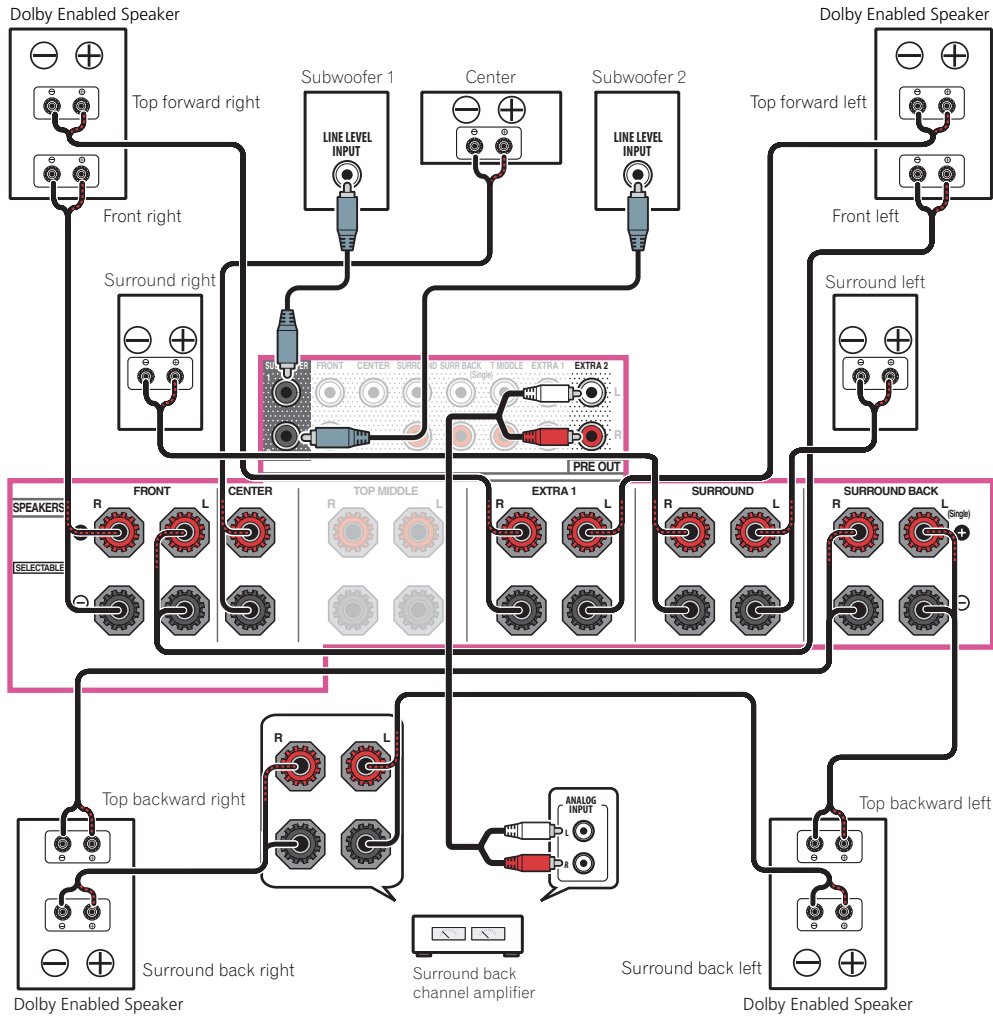 Dolby Enabled Speaker
Dolby Enabled Speaker
Subwoofer 1
Center
Subwoofer 2
Top forward right
Top forward left
LINE LEVEL
INPUT
LINE LEVEL
INPUT
Front right
Front left
Surround right
Surround left
FRONT CENTER SURROUND SURR BACK T MIDDLE EXTRA 1 EXTRA 2
(Single)
1
L
R
PRE OUT
SPEAKERS
FRONT
R L
CENTER
TOP MIDDLE
R L
EXTRA 1
R L
SURROUND
R L
SURROUND BACK
R L
(Single)
SELECTABLE
R L
Top backward right
ANALOG
INPUT
L
R
Top backward left
Surround back right
Surround back
channel amplifier
Surround back left
Dolby Enabled Speaker
Dolby Enabled Speaker